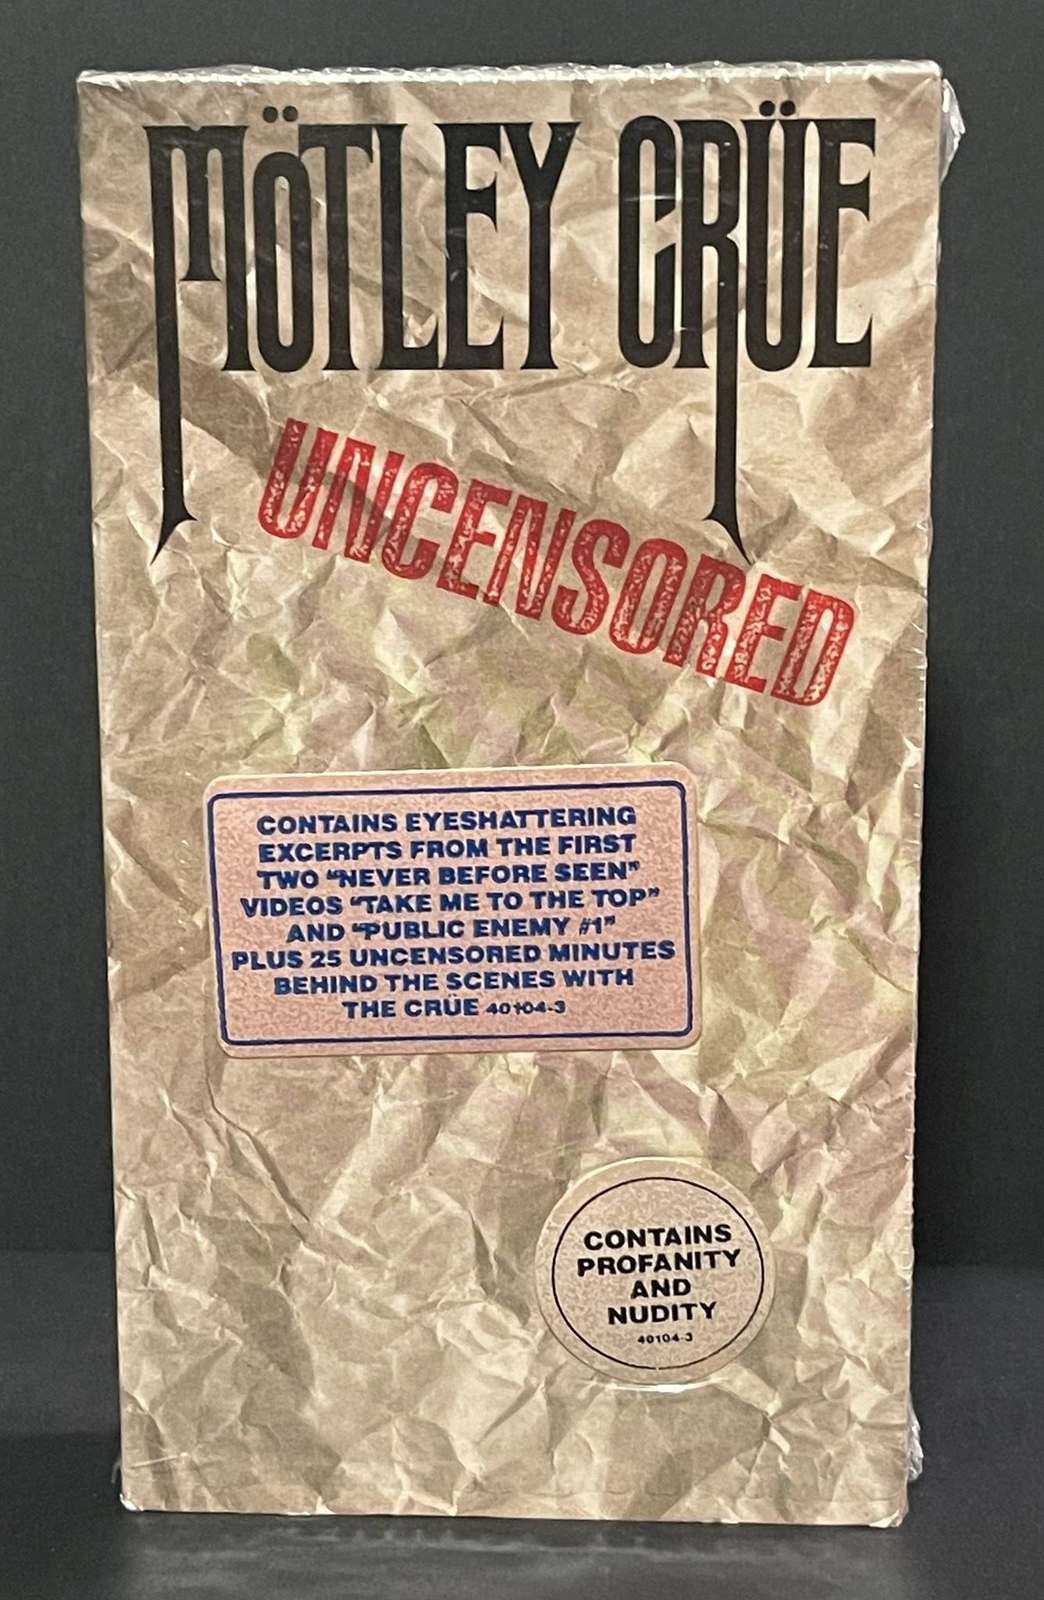 MÖTLEY CRÜE
UNCENSORED
CONTAINS EYESHATTERING
EXCERPTS FROM THE FIRST
TWO "NEVER BEFORE SEEN"
VIDEOS "TAKE ME TO THE TOP"
AND "PUBLIC ENEMY #1"
PLUS 25 UNCENSORED MINUTES
BEHIND THE SCENES WITH
THE CRÜE 40104-3
CONTAINS
PROFANITY
AND
NUDITY
40104-3